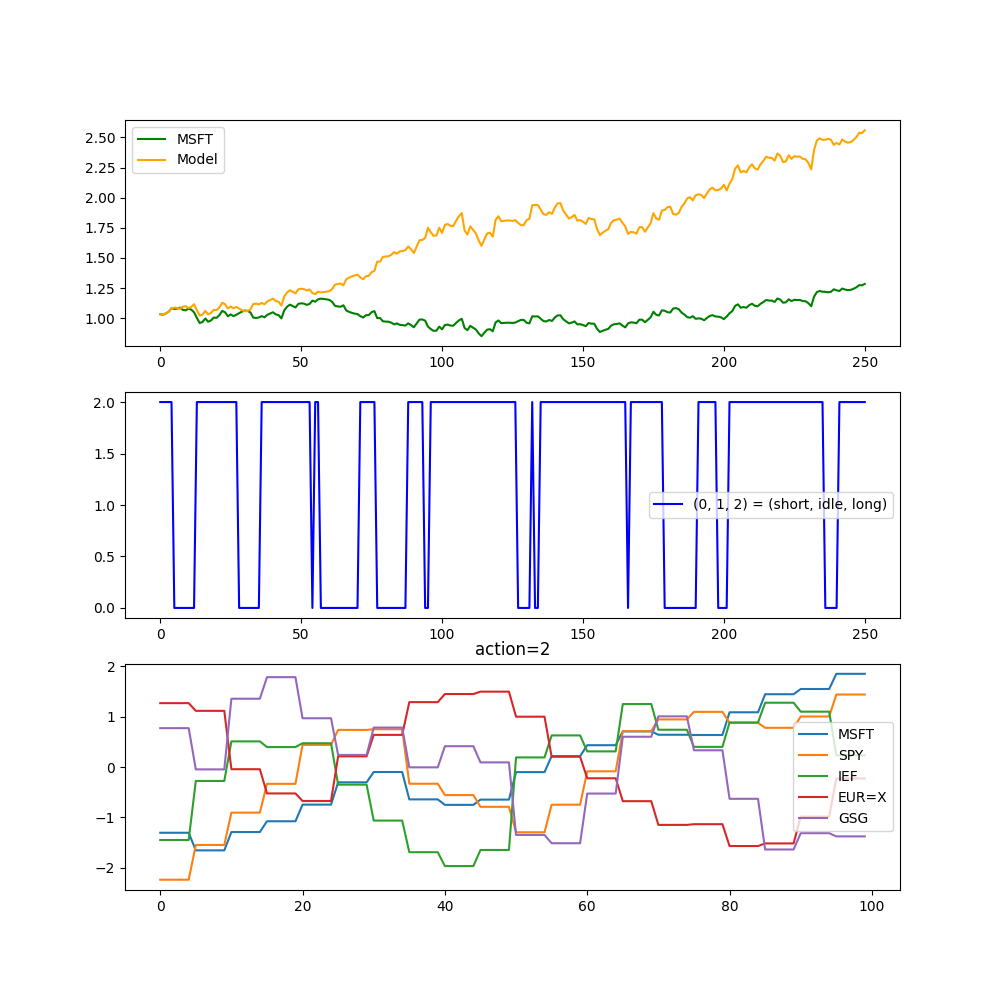 2.50
2.25
2.00
1.75
1.50
1.25
1.00
MSFT
Model
0 50 100 150 200 250
2.0
1.5
1.0
0.5
0.0
(0, 1, 2) = (short, idle, long)
0 50 100 150 200 250
action=2
2
1
0
−1
−2
MSFT
SPY
IEF
EUR=X
GSG
0 20 40 60 80 100